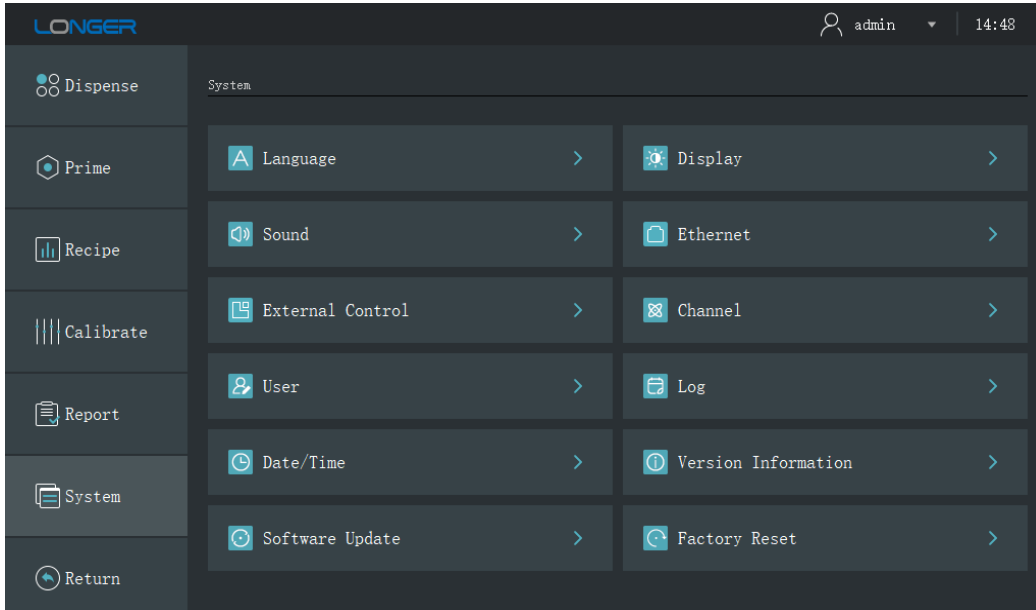 LONGER
admin
14:48
Dispense
Prime
Recipe
Calibrate
Report
System
Return
System
Language
Display
Sound
Ethernet
External Control
Channel
User
Log
Date/Time
Version Information
Software Update
Factory Reset